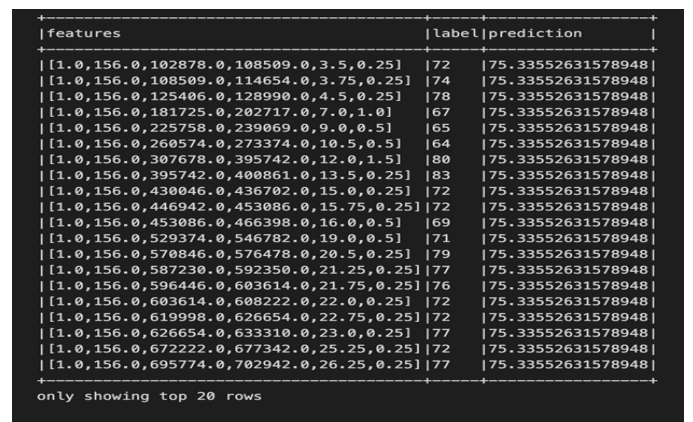 +-----------------------------------------------+-----+-----------------+
|features |label|prediction |
+-----------------------------------------------+-----+-----------------+
|[1.0,156.0,102878.0,108509.0,3.5,0.25] |72 |75.33552631578948|
|[1.0,156.0,108509.0,114654.0,3.75,0.25] |74 |75.33552631578948|
|[1.0,156.0,125406.0,128990.0,4.5,0.25] |78 |75.33552631578948|
|[1.0,156.0,181725.0,202717.0,7.0,1.0] |67 |75.33552631578948|
|[1.0,156.0,225758.0,239069.0,9.0,0.5] |65 |75.33552631578948|
|[1.0,156.0,260574.0,273374.0,10.5,0.5] |64 |75.33552631578948|
|[1.0,156.0,307678.0,395742.0,12.0,1.5] |80 |75.33552631578948|
|[1.0,156.0,395742.0,400861.0,13.5,0.25] |83 |75.33552631578948|
|[1.0,156.0,430046.0,436702.0,15.0,0.25] |72 |75.33552631578948|
|[1.0,156.0,446942.0,453086.0,15.75,0.25]|72 |75.33552631578948|
|[1.0,156.0,453086.0,466398.0,16.0,0.5] |69 |75.33552631578948|
|[1.0,156.0,529374.0,546782.0,19.0,0.5] |71 |75.33552631578948|
|[1.0,156.0,570846.0,576478.0,20.5,0.25] |79 |75.33552631578948|
|[1.0,156.0,587230.0,592350.0,21.25,0.25]|77 |75.33552631578948|
|[1.0,156.0,596446.0,603614.0,21.75,0.25]|76 |75.33552631578948|
|[1.0,156.0,603614.0,608222.0,22.0,0.25] |72 |75.33552631578948|
|[1.0,156.0,619998.0,626654.0,22.75,0.25]|72 |75.33552631578948|
|[1.0,156.0,626654.0,633310.0,23.0,0.25] |77 |75.33552631578948|
|[1.0,156.0,672222.0,677342.0,25.25,0.25]|72 |75.33552631578948|
|[1.0,156.0,695774.0,702942.0,26.25,0.25]|77 |75.33552631578948|
+-----------------------------------------------+-----+-----------------+
only showing top 20 rows